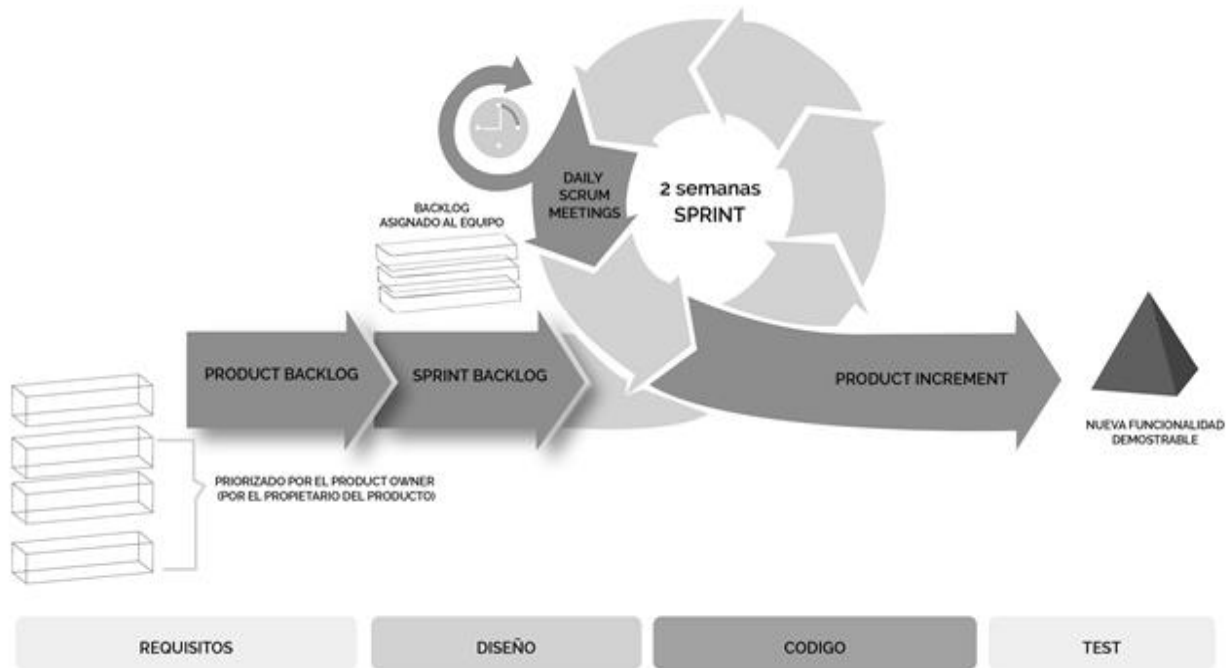 DAILY
SCRUM
MEETINGS
2 semanas
SPRINT
BACKLOG
ASIGNADO AL EQUIPO
PRODUCT BACKLOG
SPRINT BACKLOG
PRODUCT INCREMENT
NUEVA FUNCIONALIDAD
DEMOSTRABLE
PRIORIZADO POR EL PRODUCT OWNER
(POR EL PROPIETARIO DEL PRODUCTO)
REQUISITOS
DISEÑO
CODIGO
TEST